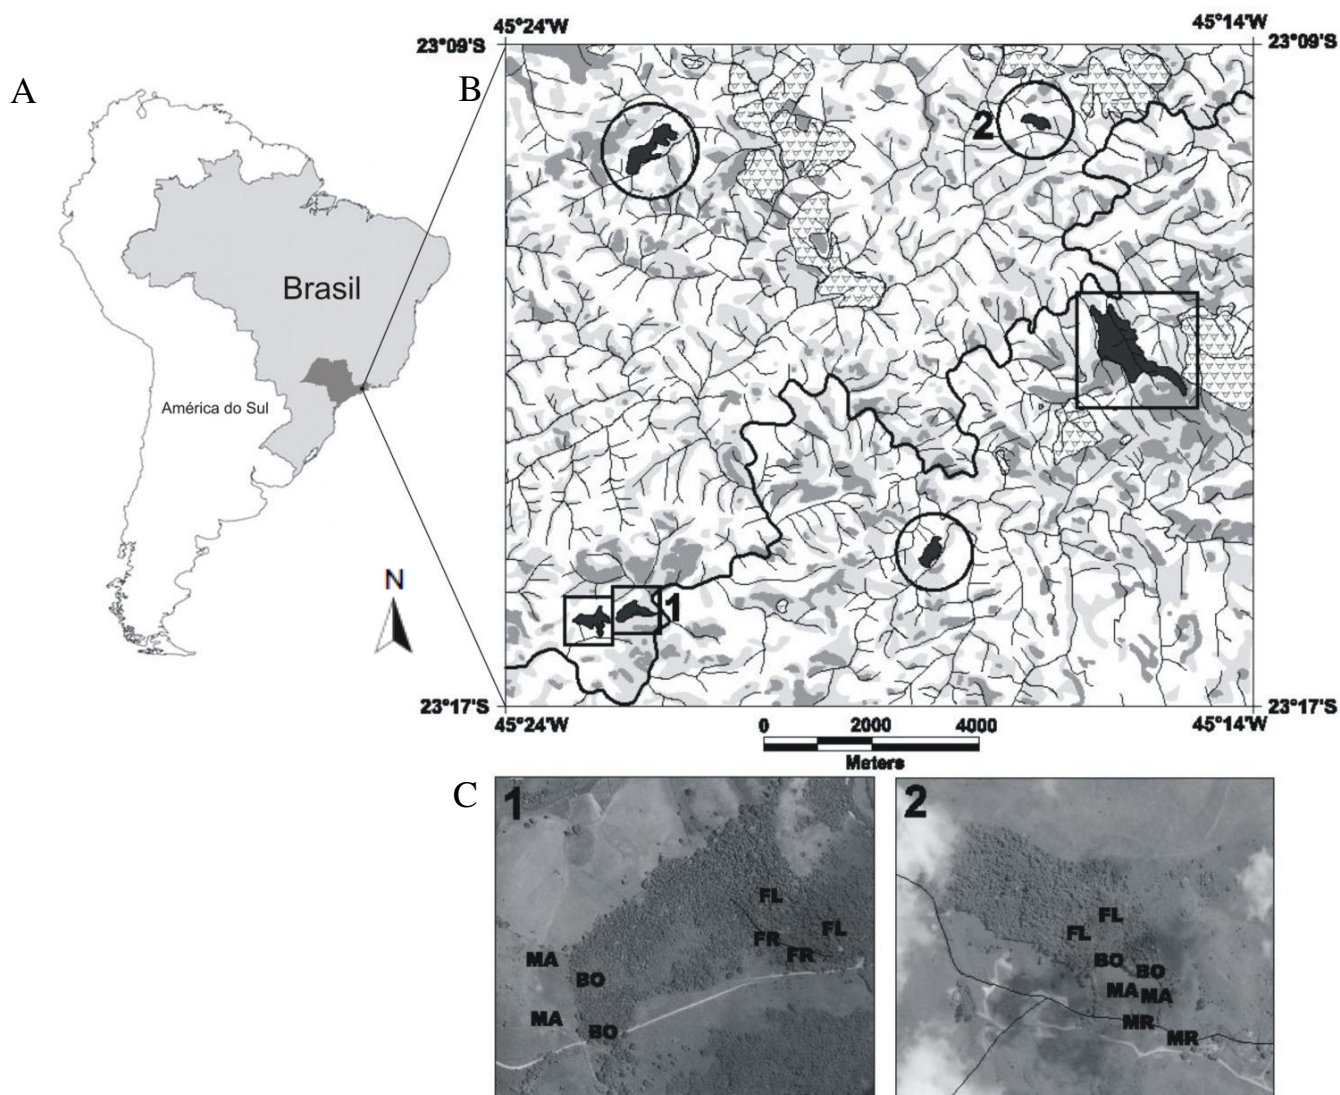 45°24'W
45°14'W
23°09'S
23°09'S
A
B
2
Brasil
América do Sul
N
1
23°17'S
23°17'S
45°24'W
45°14'W
0 2000 4000
Meters
C
1
2
FL
FL
FR
FR
MA
BO
MA
BO
FL
FL
BO
BO
MA
MA
MR
MR